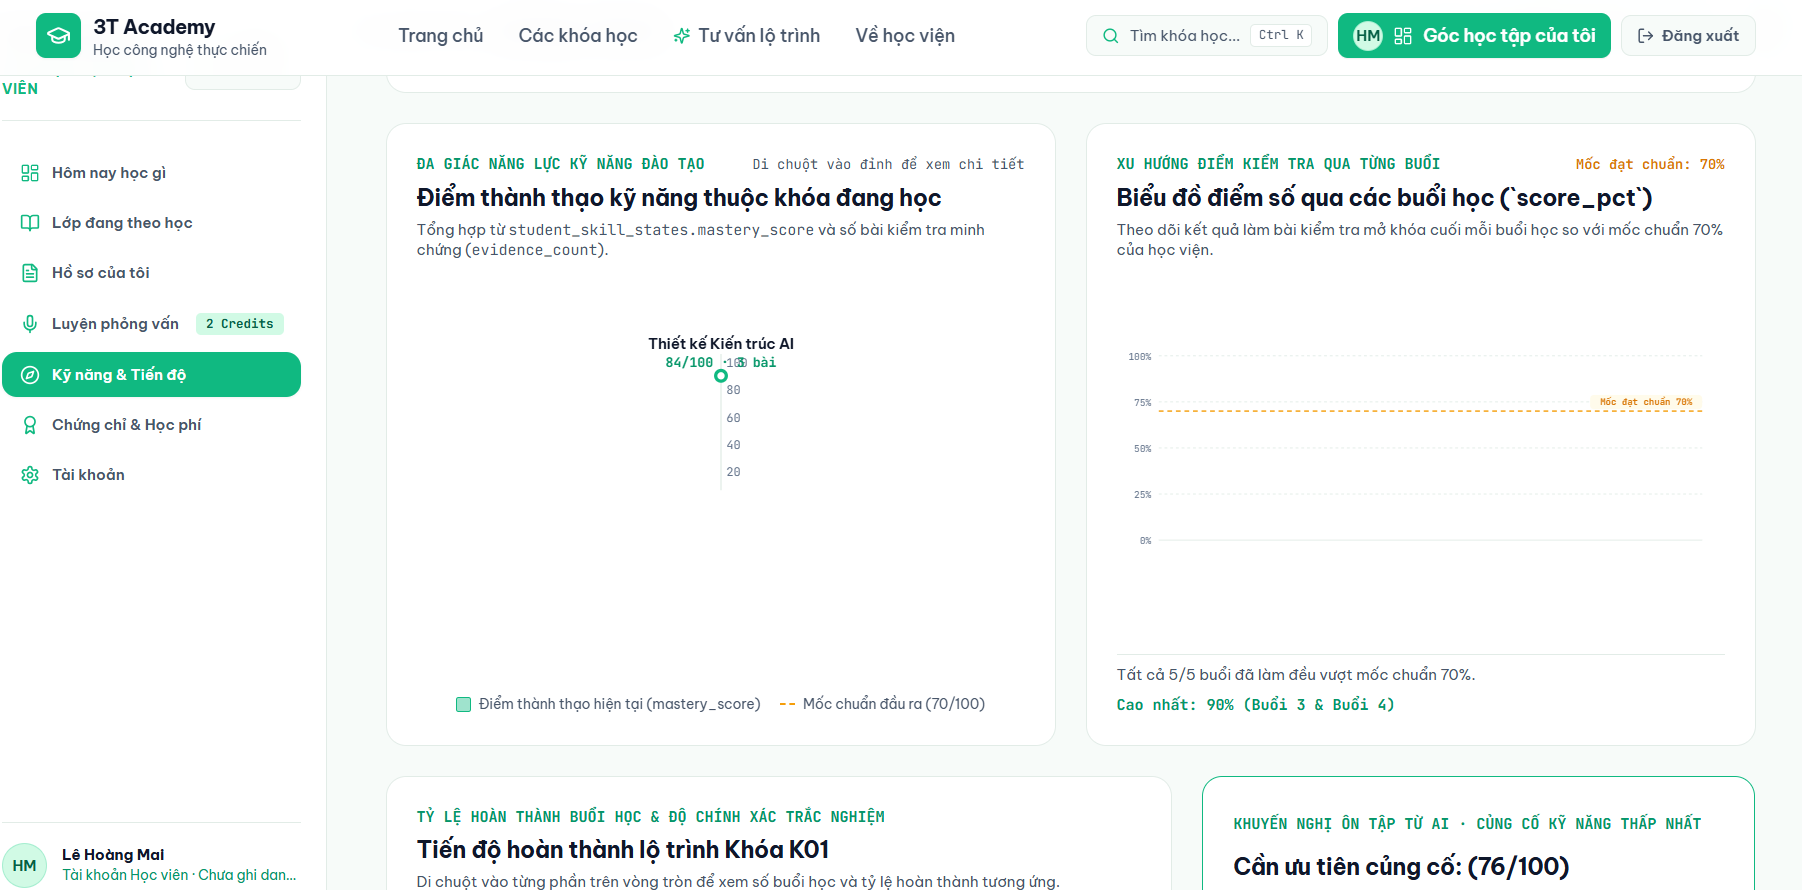 3T Academy
Học công nghệ thực chiến
Trang chủ
Các khóa học
Tư vấn lộ trình
Về học viện
Tìm khóa học...
Ctrl K
HM
Góc học tập của tôi
Đăng xuất
VIÊN
Hôm nay học gì
Lớp đang theo học
Hồ sơ của tôi
Luyện phỏng vấn
2 Credits
Kỹ năng & Tiến độ
Chứng chỉ & Học phí
Tài khoản
HM
Lê Hoàng Mai
Tài khoản Học viên · Chưa ghi dan...
ĐA GIÁC NĂNG LỰC KỸ NĂNG ĐÀO TẠO
Di chuột vào đỉnh để xem chi tiết
Điểm thành thạo kỹ năng thuộc khóa đang học
Tổng hợp từ student_skill_states.mastery_score và số bài kiểm tra minh
chứng (evidence_count).
Thiết kế Kiến trúc AI
84/100 · 3 bài
100
80
60
40
20
Điểm thành thạo hiện tại (mastery_score)
Mốc chuẩn đầu ra (70/100)
XU HƯỚNG ĐIỂM KIỂM TRA QUA TỪNG BUỔI
Mốc đạt chuẩn: 70%
Biểu đồ điểm số qua các buổi học (`score_pct`)
Theo dõi kết quả làm bài kiểm tra mở khóa cuối mỗi buổi học so với mốc chuẩn 70%
của học viện.
100%
75%
Mốc đạt chuẩn 70%
50%
25%
0%
Tất cả 5/5 buổi đã làm đều vượt mốc chuẩn 70%.
Cao nhất: 90% (Buổi 3 & Buổi 4)
TỶ LỆ HOÀN THÀNH BUỔI HỌC & ĐỘ CHÍNH XÁC TRẮC NGHIỆM
Tiến độ hoàn thành lộ trình Khóa K01
Di chuột vào từng phần trên vòng tròn để xem số buổi học và tỷ lệ hoàn thành tương ứng.
KHUYẾN NGHỊ ÔN TẬP TỪ AI · CỦNG CỐ KỸ NĂNG THẤP NHẤT
Cần ưu tiên củng cố: (76/100)